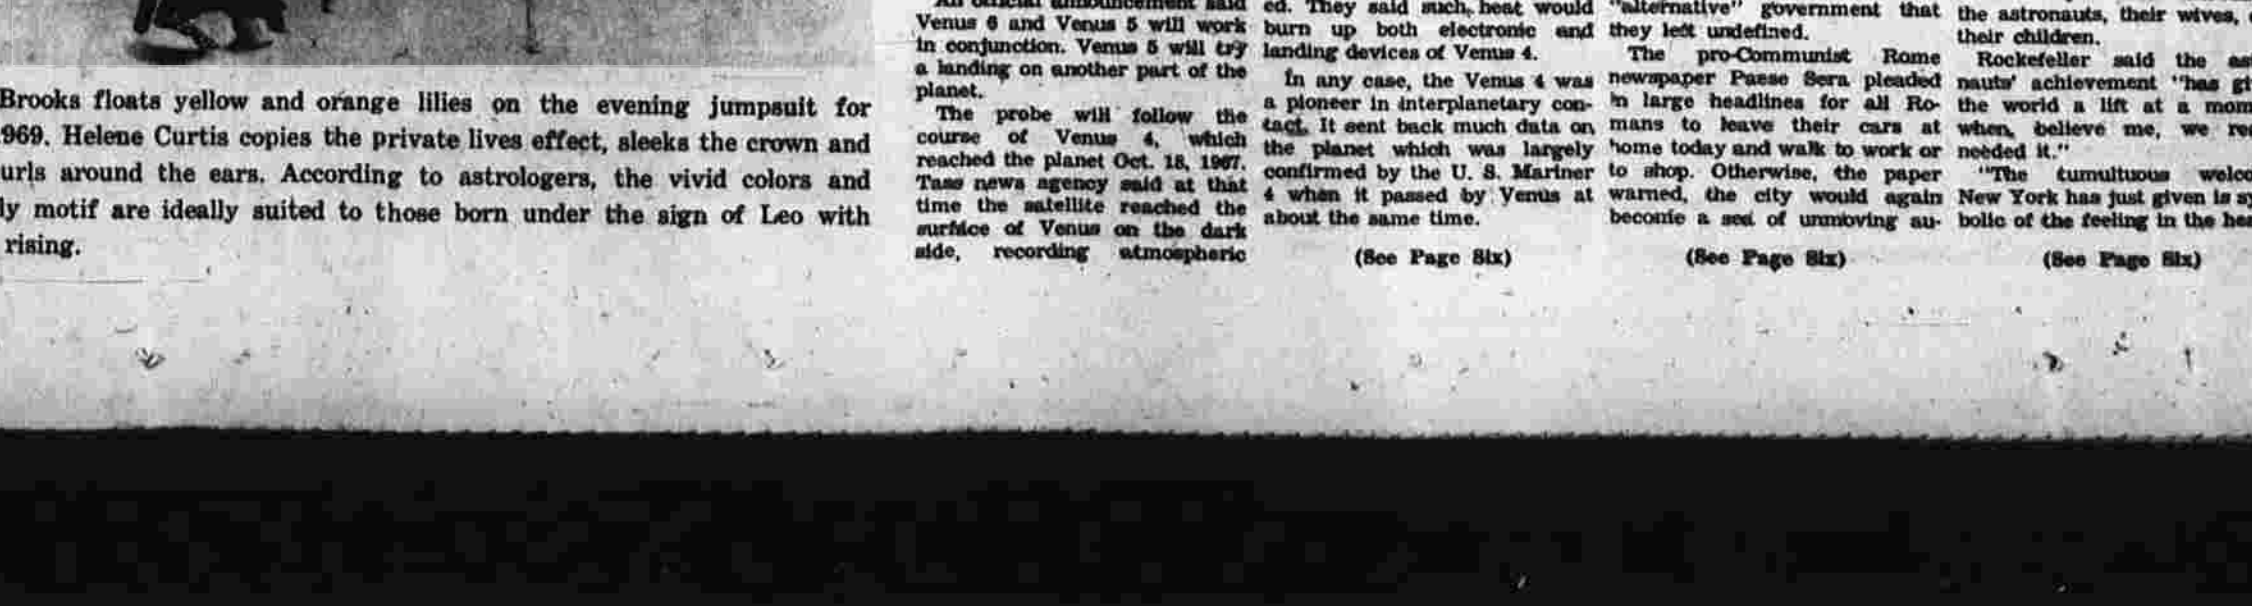 Brooks floats yellow and orange lilies on the evening jumpsuit for
969. Helene Curtis copies the private lives effect, sleeks the crown and
urls around the ears. According to astrologers, the vivid colors and
ly motif are ideally suited to those born under the sign of Leo with
rising.
An official announcement said
Venus 6 and Venus 5 will work
in conjunction. Venus 5 will try
a landing on another part of the
planet.
The probe will follow the
course of Venus 4, which
reached the planet Oct. 18, 1967.
Tass news agency said at that
time the satellite reached the
surface of Venus on the dark
side, recording atmospheric
ed. They said such heat would
burn up both electronic and
landing devices of Venus 4.
In any case, the Venus 4 was
a pioneer in interplanetary con-
tact. It sent back much data on
the planet which was largely
confirmed by the U. S. Mariner
4 when it passed by Venus at
about the same time.
(See Page Six)
"alternative" government that
they left undefined.
The pro-Communist Rome
newspaper Paese Sera pleaded
in large headlines for all Ro-
mans to leave their cars at
home today and walk to work or
to shop. Otherwise, the paper
warned, the city would again
become a sea of unmoving au-
(See Page Six)
the astronauts, their wives,
their children.
Rockefeller said the as
nauts' achievement "has gi
the world a lift at a mom
when, believe me, we re
needed it."
"The tumultuous welco
New York has just given is sy
bolic of the feeling in the hea
(See Page Six)